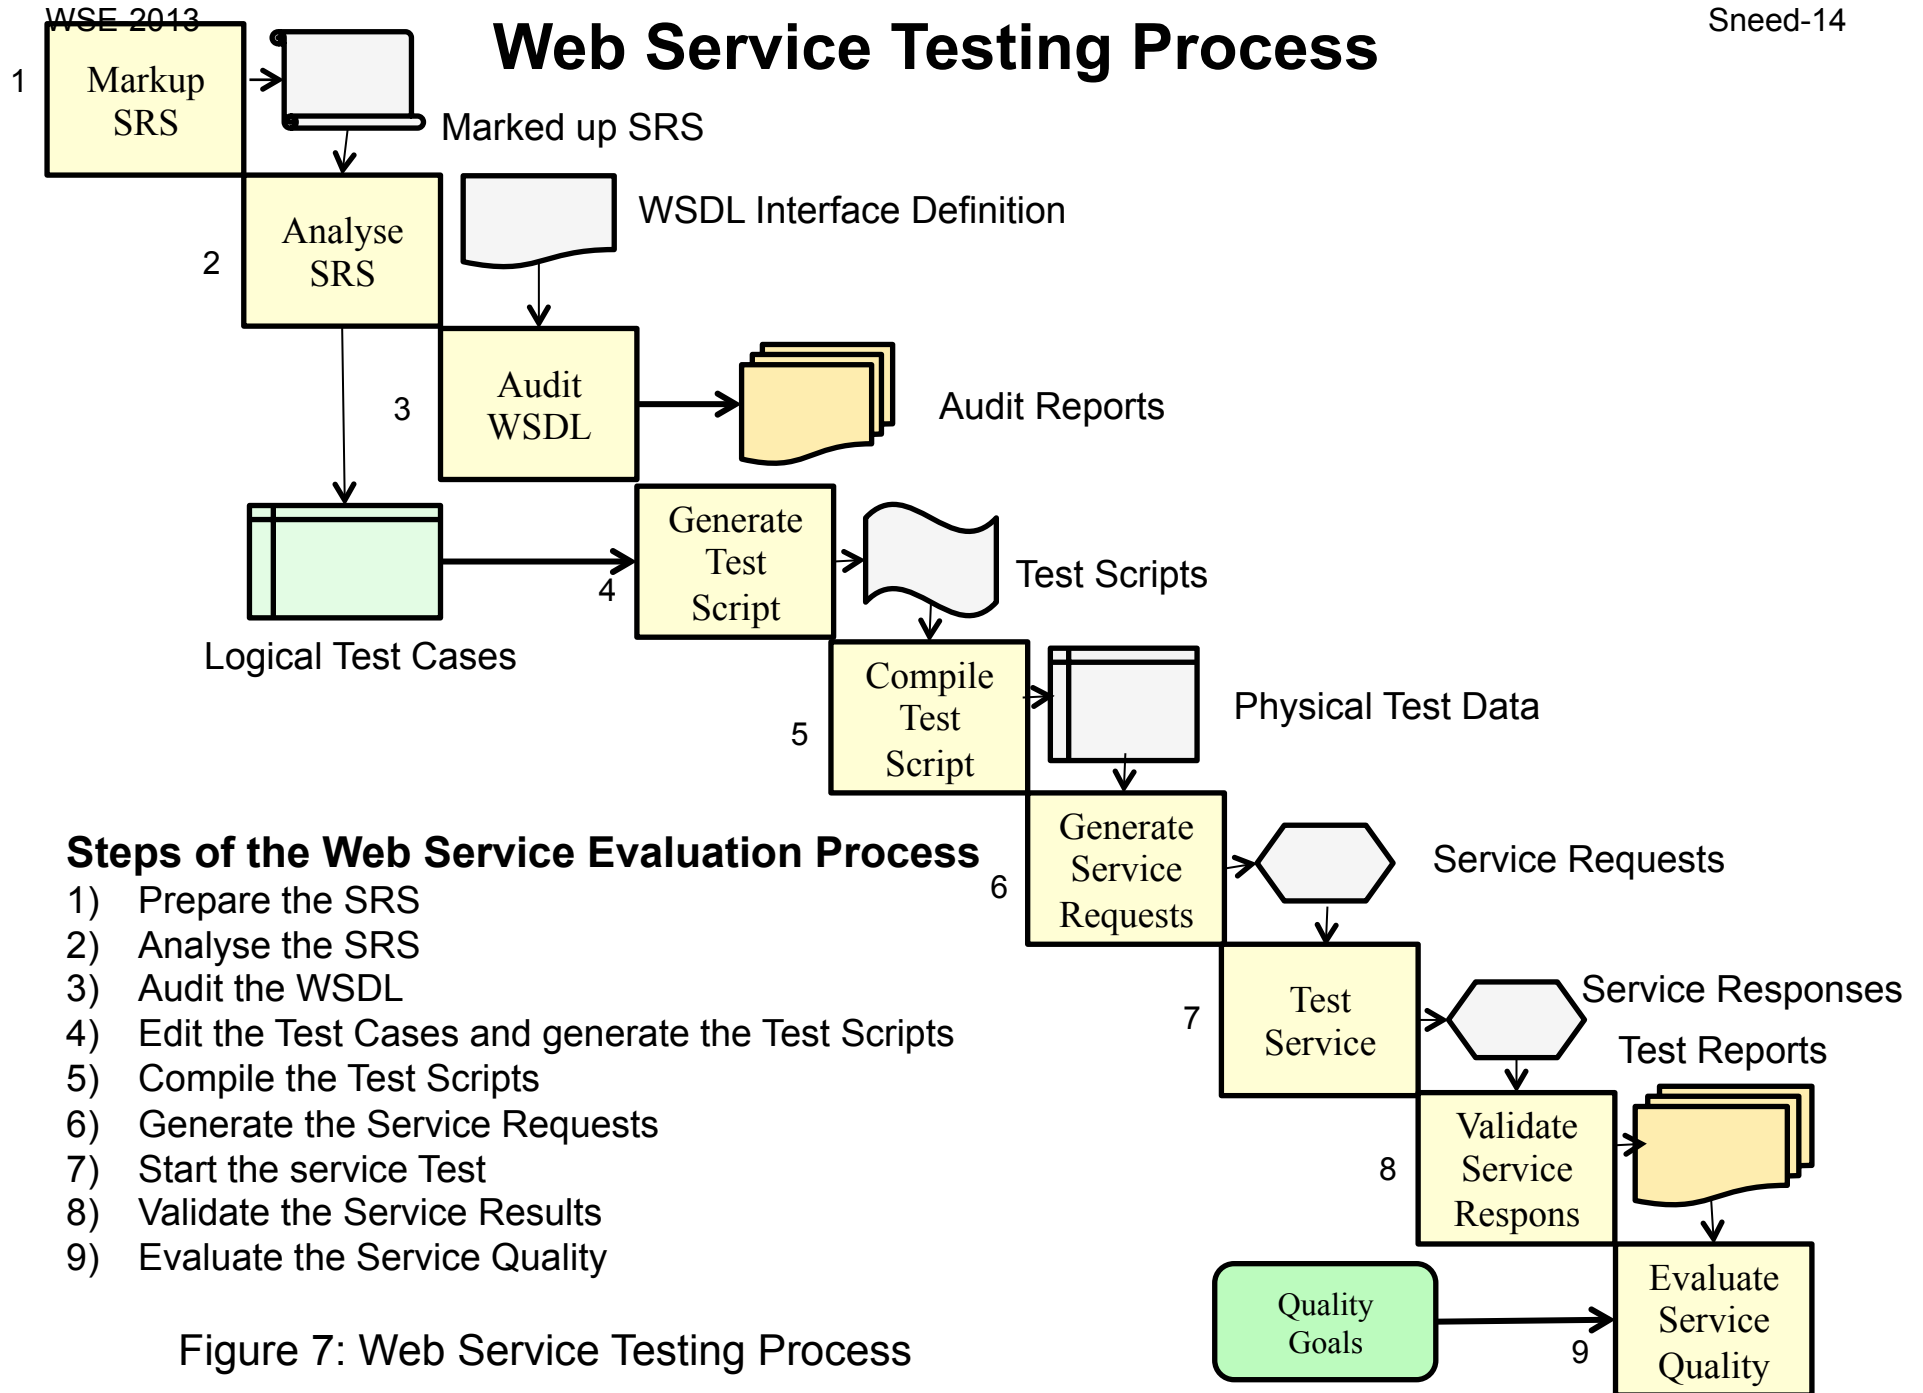 WSE 2013
Web Service Testing Process
Sneed-14
1
Markup
SRS
Marked up SRS
2
Analyse
SRS
WSDL Interface Definition
3
Audit
WSDL
Audit Reports
Logical Test Cases
4
Generate
Test
Script
Test Scripts
5
Compile
Test
Script
Physical Test Data
6
Generate
Service
Requests
Service Requests
7
Test
Service
Service Responses
Test Reports
8
Validate
Service
Respons
Quality
Goals
9
Evaluate
Service
Quality
Steps of the Web Service Evaluation Process
1) Prepare the SRS
2) Analyse the SRS
3) Audit the WSDL
4) Edit the Test Cases and generate the Test Scripts
5) Compile the Test Scripts
6) Generate the Service Requests
7) Start the service Test
8) Validate the Service Results
9) Evaluate the Service Quality
Figure 7: Web Service Testing Process